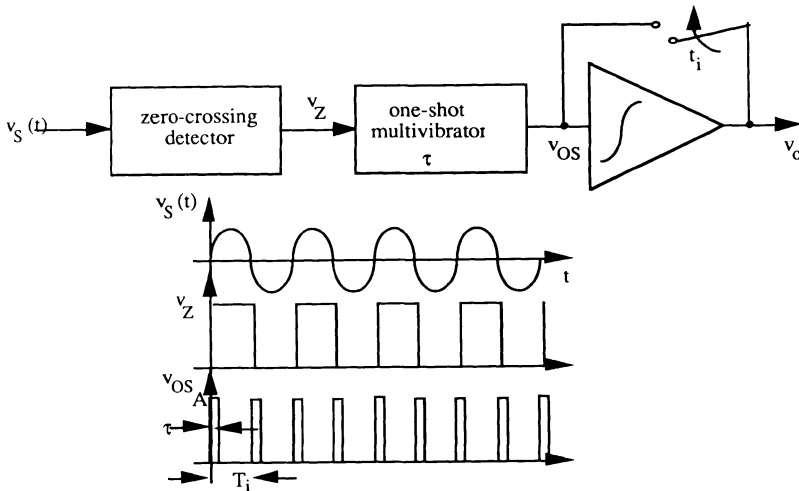 t_i
v_S(t)
zero-crossing
detector
v_Z
one-shot
multivibrator
τ
v_OS
v_o
v_S(t)
t
v_Z
v_OS
A
τ
T_i